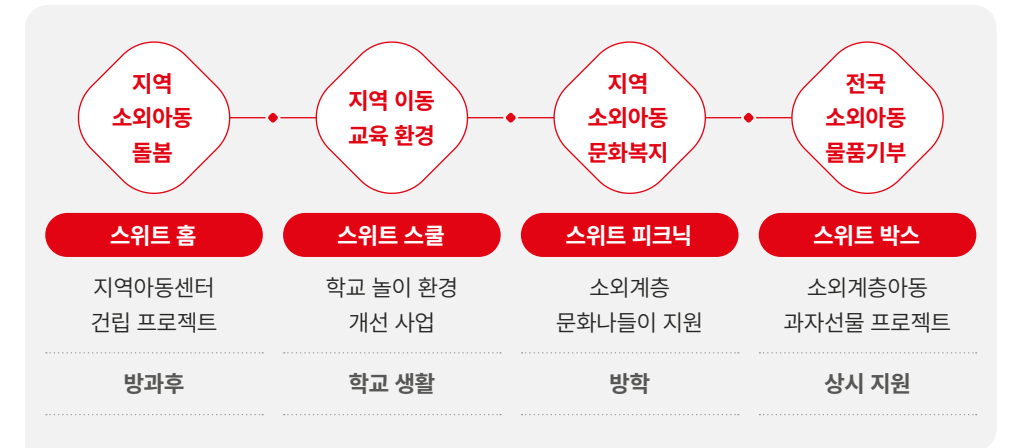 지역
소외아동
돌봄
지역 이동
교육 환경
지역
소외아동
문화복지
전국
소외아동
물품기부
스위트 홈
스위트 스쿨
스위트 피크닉
스위트 박스
지역아동센터
건립 프로젝트
학교 놀이 환경
개선 사업
소외계층
문화나들이 지원
소외계층아동
과자선물 프로젝트
방과후
학교 생활
방학
상시 지원